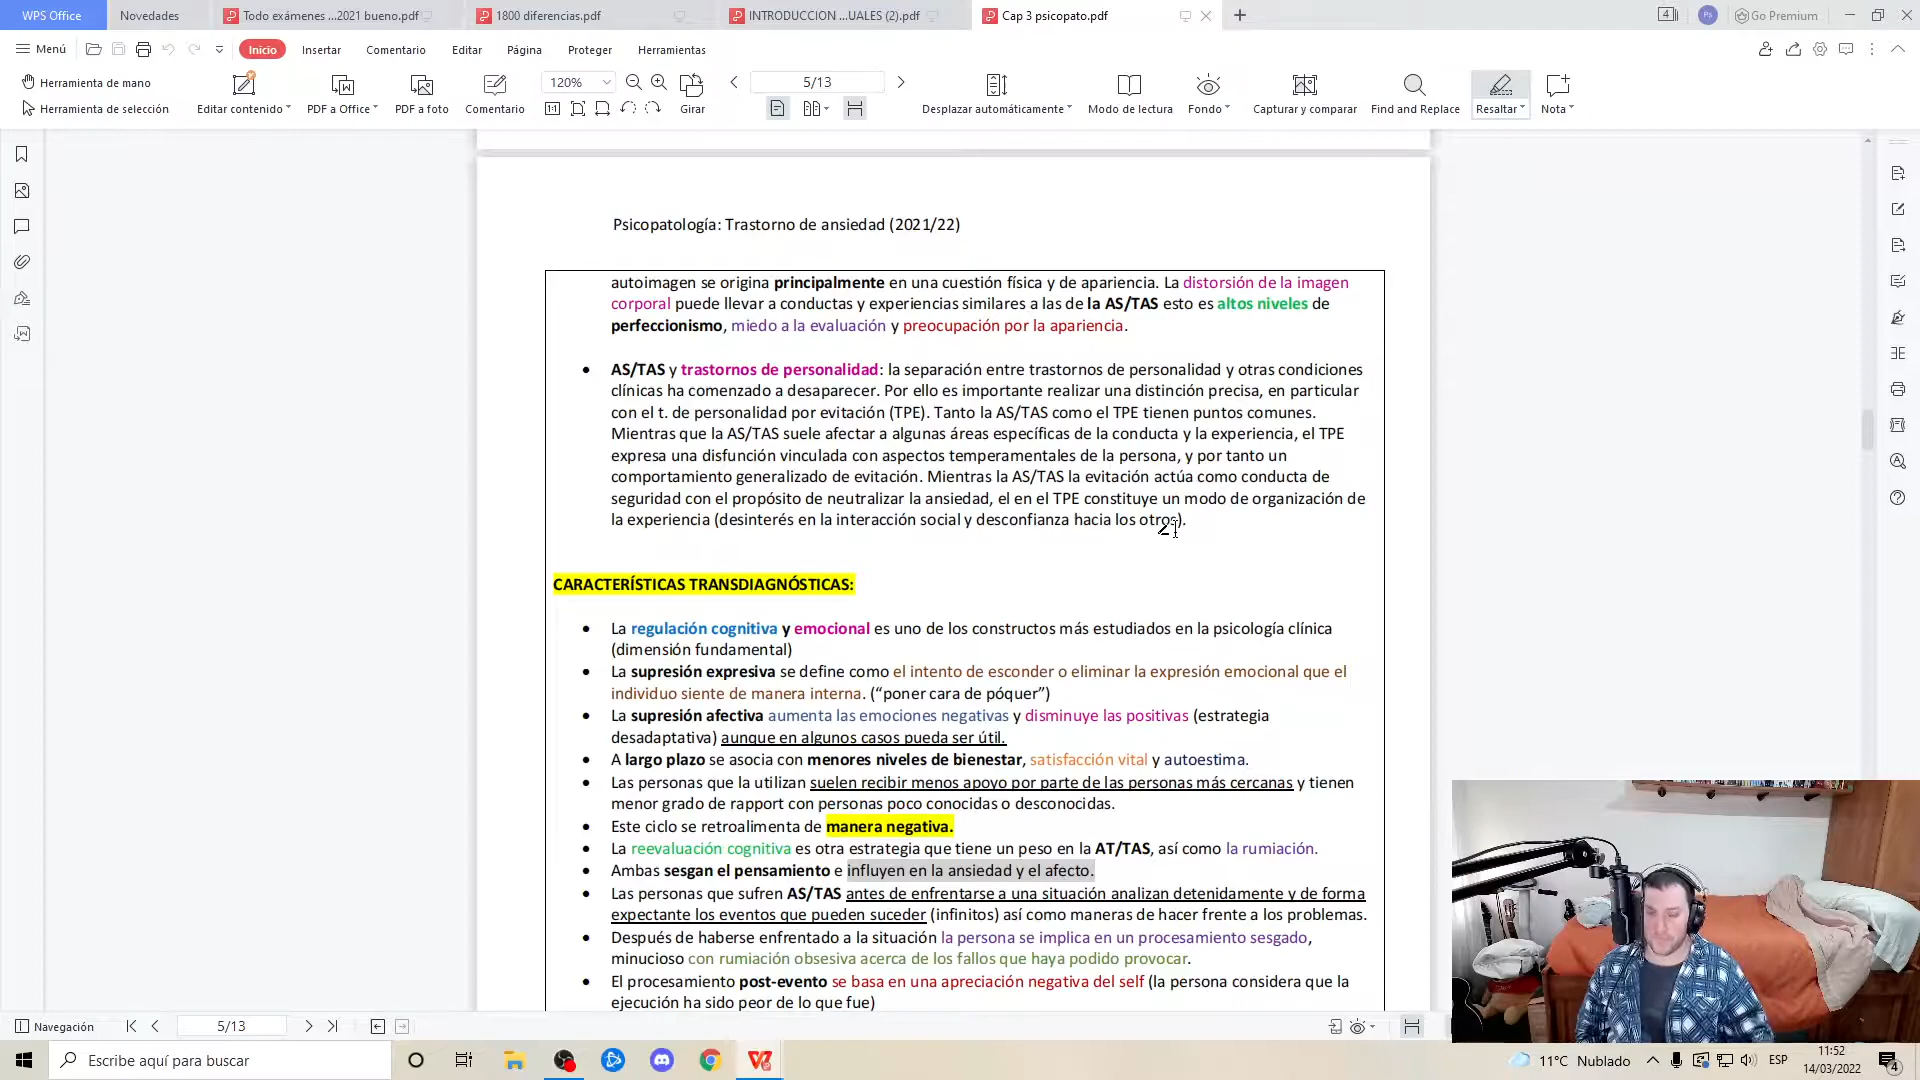 WPS Office
Novedades
Todo exámenes ...2021 bueno.pdf
1800 diferencias.pdf
INTRODUCCION ...UALES (2).pdf
Cap 3 psicopato.pdf
4
Ps
Go Premium
Menú
Inicio
Insertar
Comentario
Editar
Página
Proteger
Herramientas
Herramienta de mano
Herramienta de selección
Editar contenido
PDF a Office
PDF a foto
Comentario
120%
Girar
5/13
Desplazar automáticamente
Modo de lectura
Fondo
Capturar y comparar
Find and Replace
Resaltar
Nota
Psicopatología: Trastorno de ansiedad (2021/22)
autoimagen se origina principalmente en una cuestión física y de apariencia. La distorsión de la imagen
corporal puede llevar a conductas y experiencias similares a las de la AS/TAS esto es altos niveles de
perfeccionismo, miedo a la evaluación y preocupación por la apariencia.
• AS/TAS y trastornos de personalidad: la separación entre trastornos de personalidad y otras condiciones
clínicas ha comenzado a desaparecer. Por ello es importante realizar una distinción precisa, en particular
con el t. de personalidad por evitación (TPE). Tanto la AS/TAS como el TPE tienen puntos comunes.
Mientras que la AS/TAS suele afectar a algunas áreas específicas de la conducta y la experiencia, el TPE
expresa una disfunción vinculada con aspectos temperamentales de la persona, y por tanto un
comportamiento generalizado de evitación. Mientras la AS/TAS la evitación actúa como conducta de
seguridad con el propósito de neutralizar la ansiedad, el en el TPE constituye un modo de organización de
la experiencia (desinterés en la interacción social y desconfianza hacia los otros).
CARACTERÍSTICAS TRANSDIAGNÓSTICAS:
• La regulación cognitiva y emocional es uno de los constructos más estudiados en la psicología clínica
(dimensión fundamental)
• La supresión expresiva se define como el intento de esconder o eliminar la expresión emocional que el
individuo siente de manera interna. (“poner cara de póquer”)
• La supresión afectiva aumenta las emociones negativas y disminuye las positivas (estrategia
desadaptativa) aunque en algunos casos pueda ser útil.
• A largo plazo se asocia con menores niveles de bienestar, satisfacción vital y autoestima.
• Las personas que la utilizan suelen recibir menos apoyo por parte de las personas más cercanas y tienen
menor grado de rapport con personas poco conocidas o desconocidas.
• Este ciclo se retroalimenta de manera negativa.
• La reevaluación cognitiva es otra estrategia que tiene un peso en la AT/TAS, así como la rumiación.
• Ambas sesgan el pensamiento e influyen en la ansiedad y el afecto.
• Las personas que sufren AS/TAS antes de enfrentarse a una situación analizan detenidamente y de forma
expectante los eventos que pueden suceder (infinitos) así como maneras de hacer frente a los problemas.
• Después de haberse enfrentado a la situación la persona se implica en un procesamiento sesgado,
minucioso con rumiación obsesiva acerca de los fallos que haya podido provocar.
• El procesamiento post-evento se basa en una apreciación negativa del self (la persona considera que la
ejecución ha sido peor de lo que fue)
Navegación
5/13
Escribe aquí para buscar
11°C Nublado
ESP
11:52
14/03/2022
4